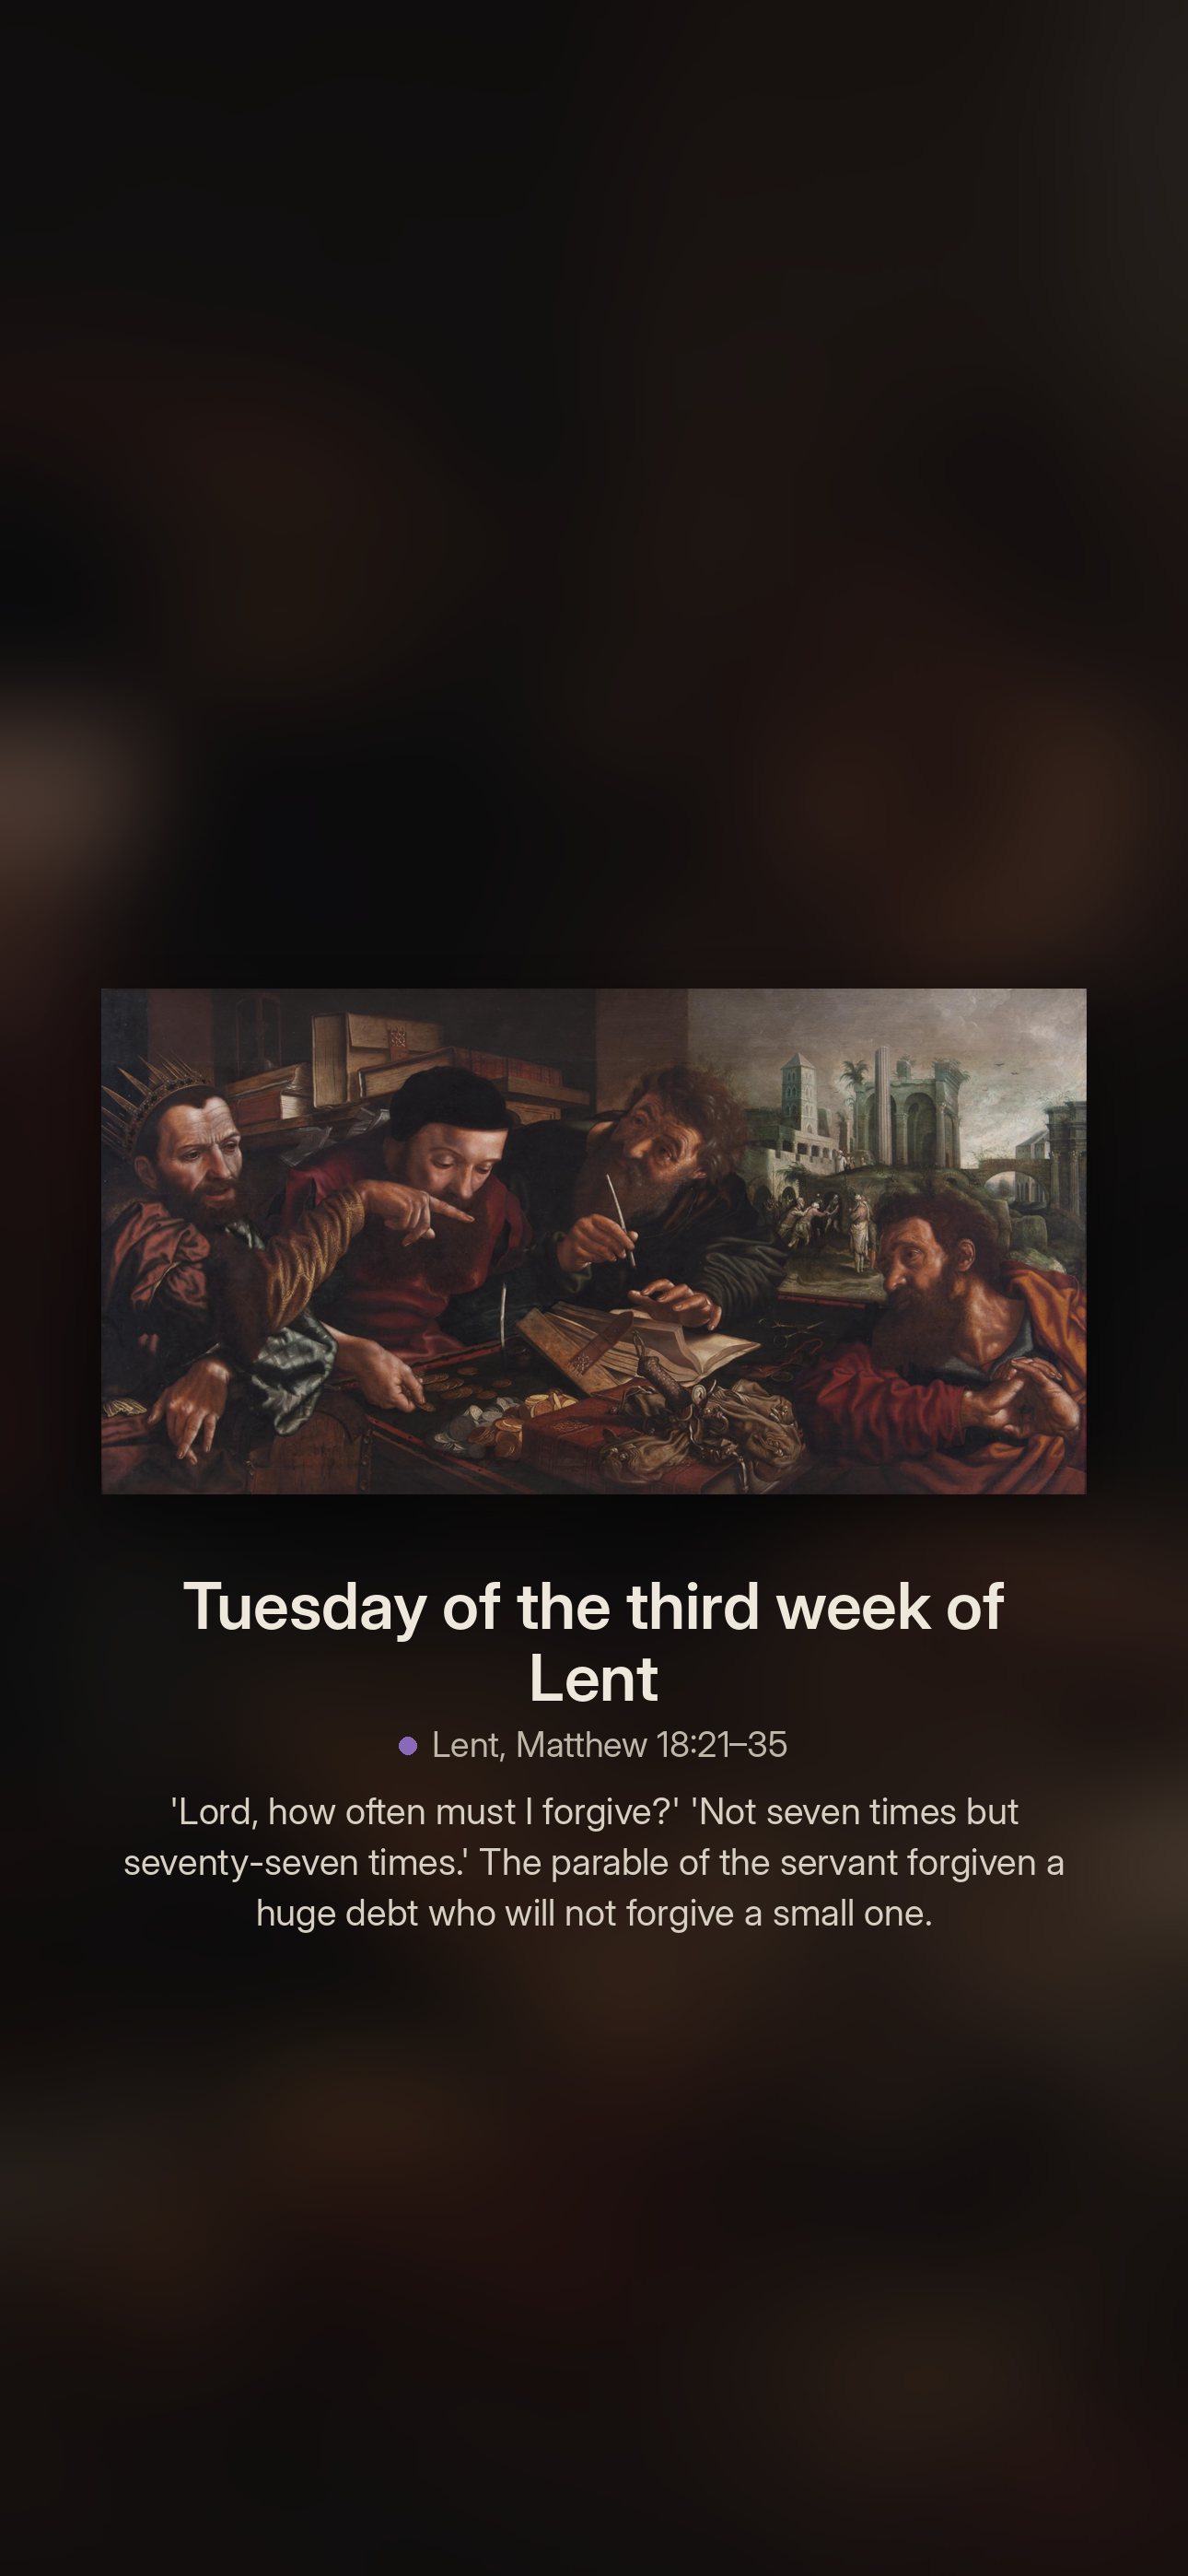 Tuesday of the third week of
Lent
Lent, Matthew 18:21–35
'Lord, how often must I forgive?' 'Not seven times but
seventy-seven times.' The parable of the servant forgiven a
huge debt who will not forgive a small one.